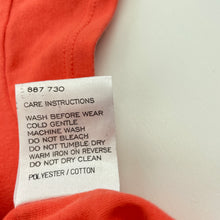 887 730
CARE INSTRUCTIONS
WASH BEFORE WEAR
COLD GENTLE
MACHINE WASH
DO NOT BLEACH
DO NOT TUMBLE DRY
WARM IRON ON REVERSE
DO NOT DRY CLEAN
POLYESTER / COTTON